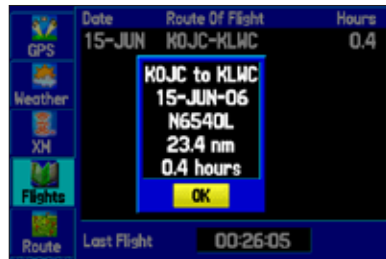 Date Route Of Flight Hours
15-JUN KOJC-KLWC 0.4
GPS
Weather
XM
Flights
Route
KOJC to KLWC
15-JUN-06
N6540L
23.4 nm
0.4 hours
OK
Last Flight 00:26:05